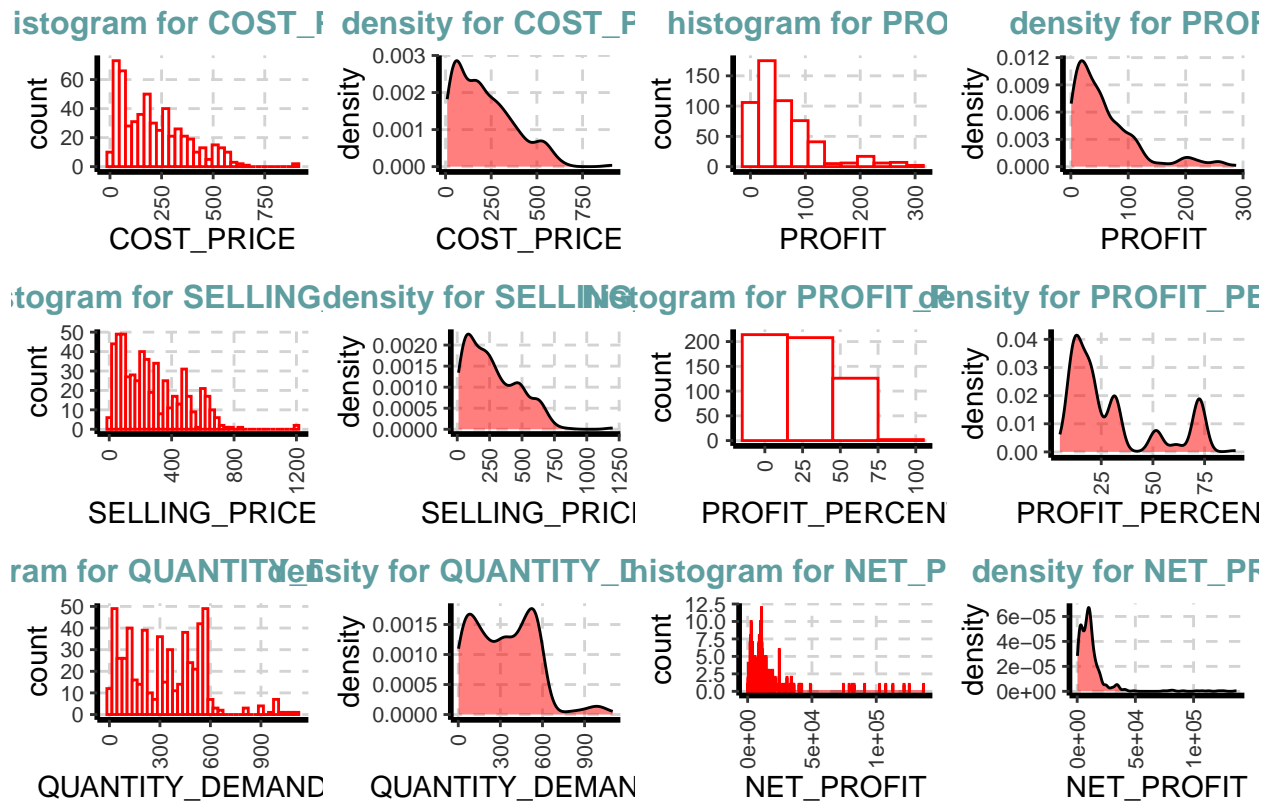 istogram for COST_P
density for COST_P
histogram for PRO
density for PROF
count
60
40
20
0
0
250
500
750
COST_PRICE
density
0.003
0.002
0.001
0.000
0
250
500
750
COST_PRICE
count
150
100
50
0
0
100
200
300
PROFIT
density
0.012
0.009
0.006
0.003
0.000
0
100
200
300
PROFIT
stogram for SELLING
density for SELLING
togram for PROFIT_P
density for PROFIT_PE
count
50
40
30
20
10
0
0
400
800
1200
SELLING_PRICE
density
0.0020
0.0015
0.0010
0.0005
0.0000
0
250
500
750
1000
1250
SELLING_PRI
count
200
150
100
50
0
0
25
50
75
100
PROFIT_PERCEN
density
0.04
0.03
0.02
0.01
0.00
25
50
75
PROFIT_PERCEN
ram for QUANTITY_D
density for QUANTITY_D
histogram for NET_P
density for NET_PR
count
50
40
30
20
10
0
0
300
600
900
QUANTITY_DEMAND
density
0.0015
0.0010
0.0005
0.0000
0
300
600
900
QUANTITY_DEMAN
count
12.5
10.0
7.5
5.0
2.5
0.0
0e+00
5e+04
1e+05
NET_PROFIT
density
6e−05
4e−05
2e−05
0e+00
0e+00
5e+04
1e+05
NET_PROFIT